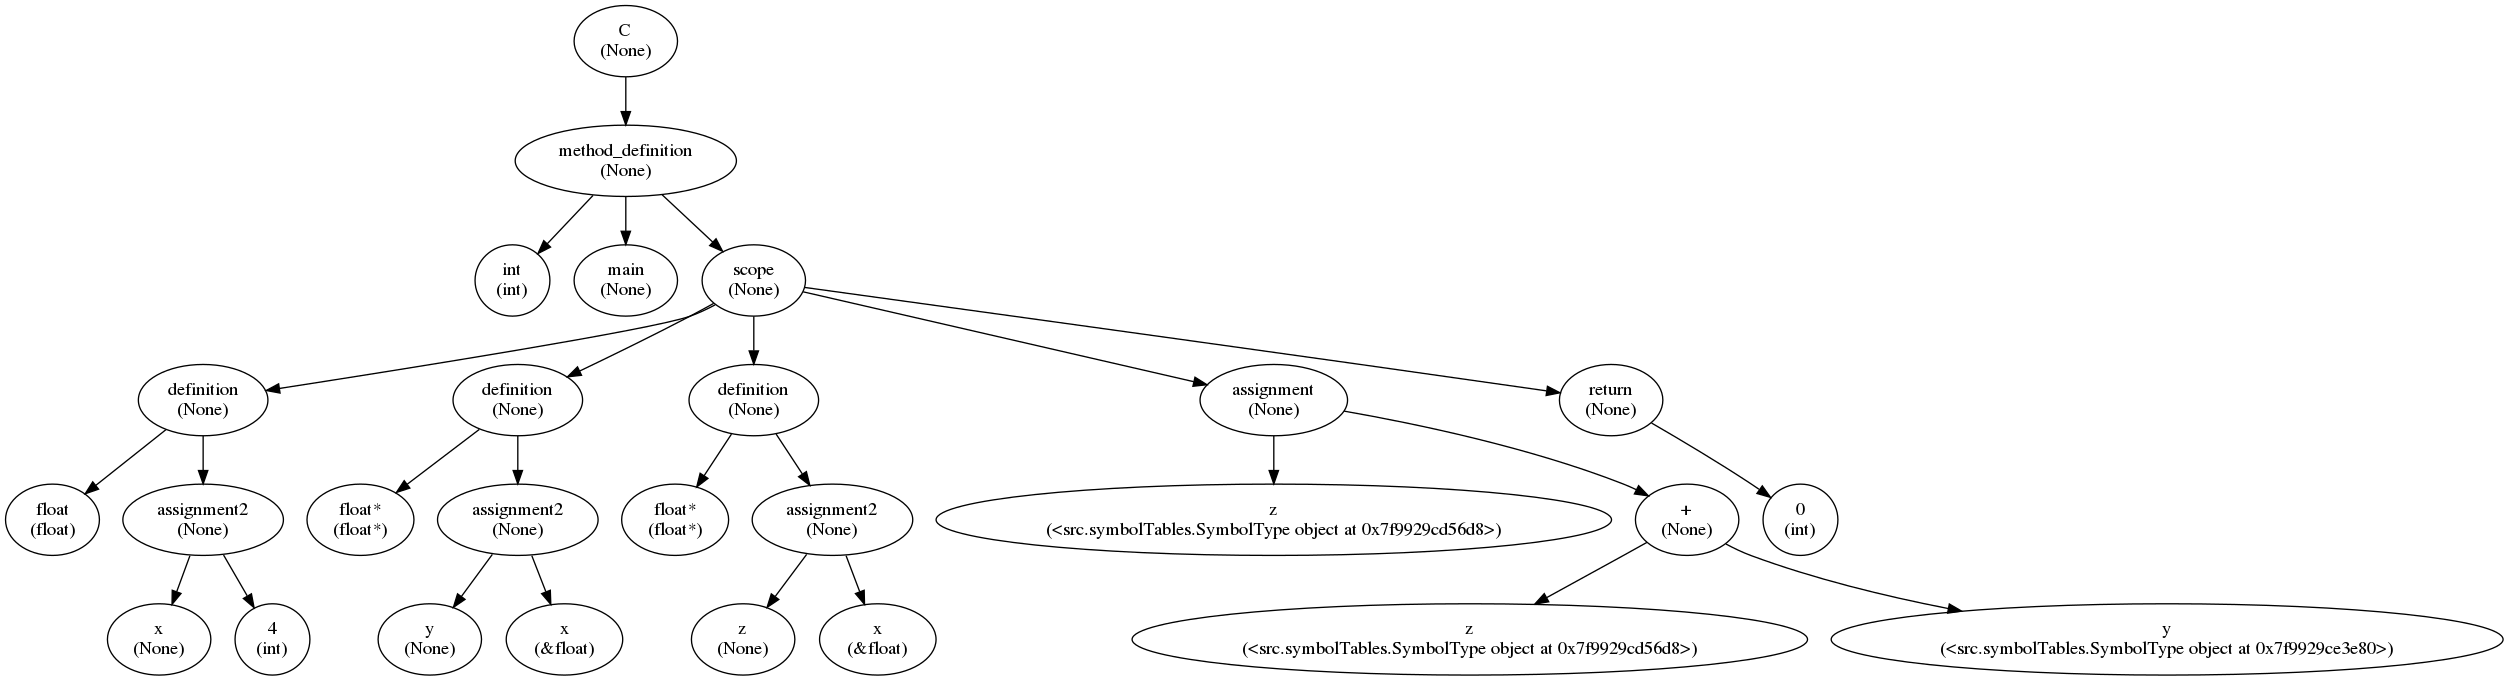 C
(None)
method_definition
(None)
int
(int)
main
(None)
scope
(None)
definition
(None)
definition
(None)
definition
(None)
assignment
(None)
return
(None)
float
(float)
assignment2
(None)
float*
(float*)
assignment2
(None)
float*
(float*)
assignment2
(None)
z
(<src.symbolTables.SymbolType object at 0x7f9929cd56d8>)
+
(None)
0
(int)
x
(None)
4
(int)
y
(None)
x
(&float)
z
(None)
x
(&float)
z
(<src.symbolTables.SymbolType object at 0x7f9929cd56d8>)
y
(<src.symbolTables.SymbolType object at 0x7f9929ce3e80>)